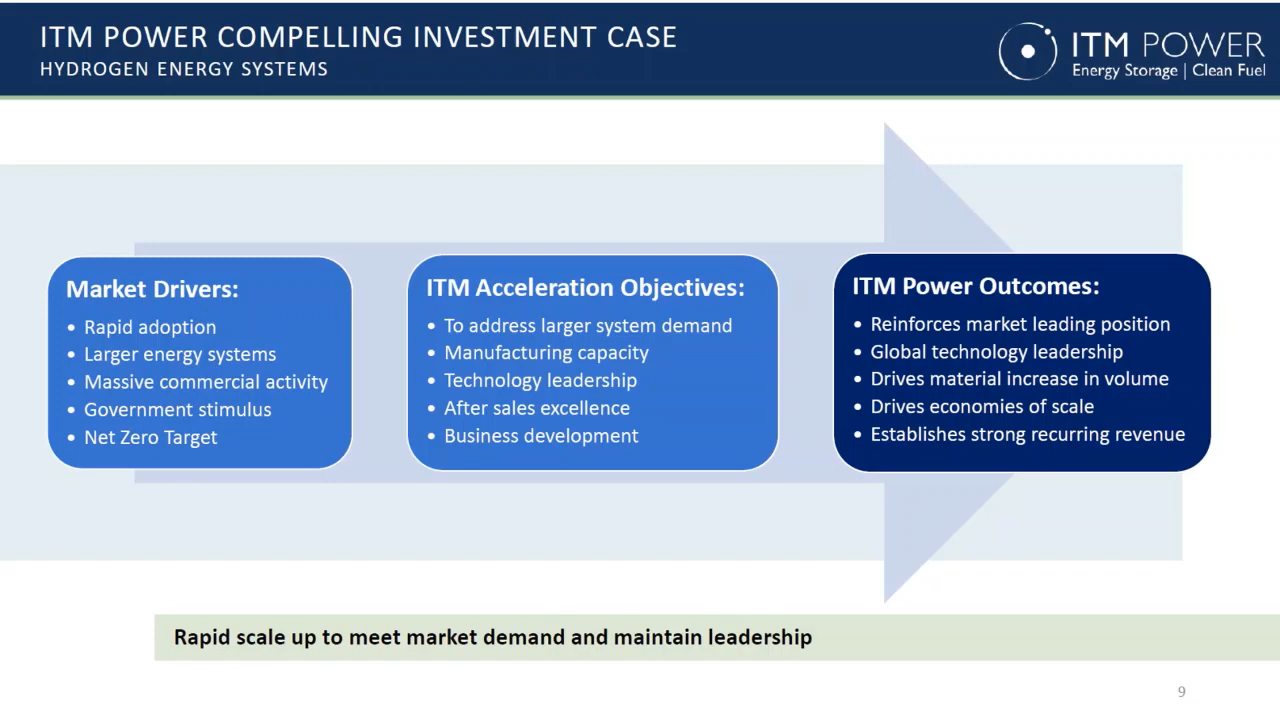 ITM POWER COMPELLING INVESTMENT CASE
HYDROGEN ENERGY SYSTEMS
ITM POWER
Energy Storage | Clean Fuel
Market Drivers:
• Rapid adoption
• Larger energy systems
• Massive commercial activity
• Government stimulus
• Net Zero Target
ITM Acceleration Objectives:
• To address larger system demand
• Manufacturing capacity
• Technology leadership
• After sales excellence
• Business development
ITM Power Outcomes:
• Reinforces market leading position
• Global technology leadership
• Drives material increase in volume
• Drives economies of scale
• Establishes strong recurring revenue
Rapid scale up to meet market demand and maintain leadership
9